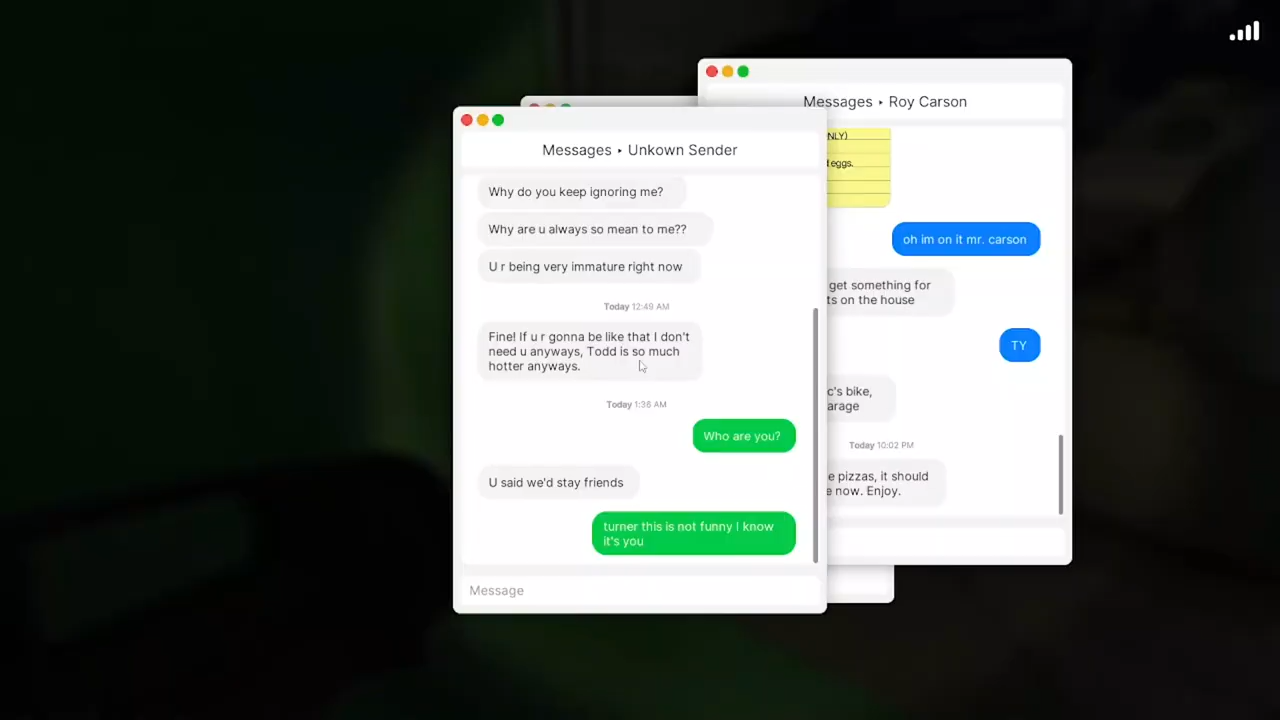 Messages ‣ Roy Carson
Messages ‣ Unkown Sender
Why do you keep ignoring me?
Why are u always so mean to me??
U r being very immature right now
Today 12:49 AM
Fine! If u r gonna be like that I don't
need u anyways, Todd is so much
hotter anyways.
Today 1:36 AM
Who are you?
U said we'd stay friends
turner this is not funny I know
it's you
Message
NLY)
eggs.
oh im on it mr. carson
get something for
ts on the house
TY
c's bike,
arage
Today 10:02 PM
e pizzas, it should
e now. Enjoy.